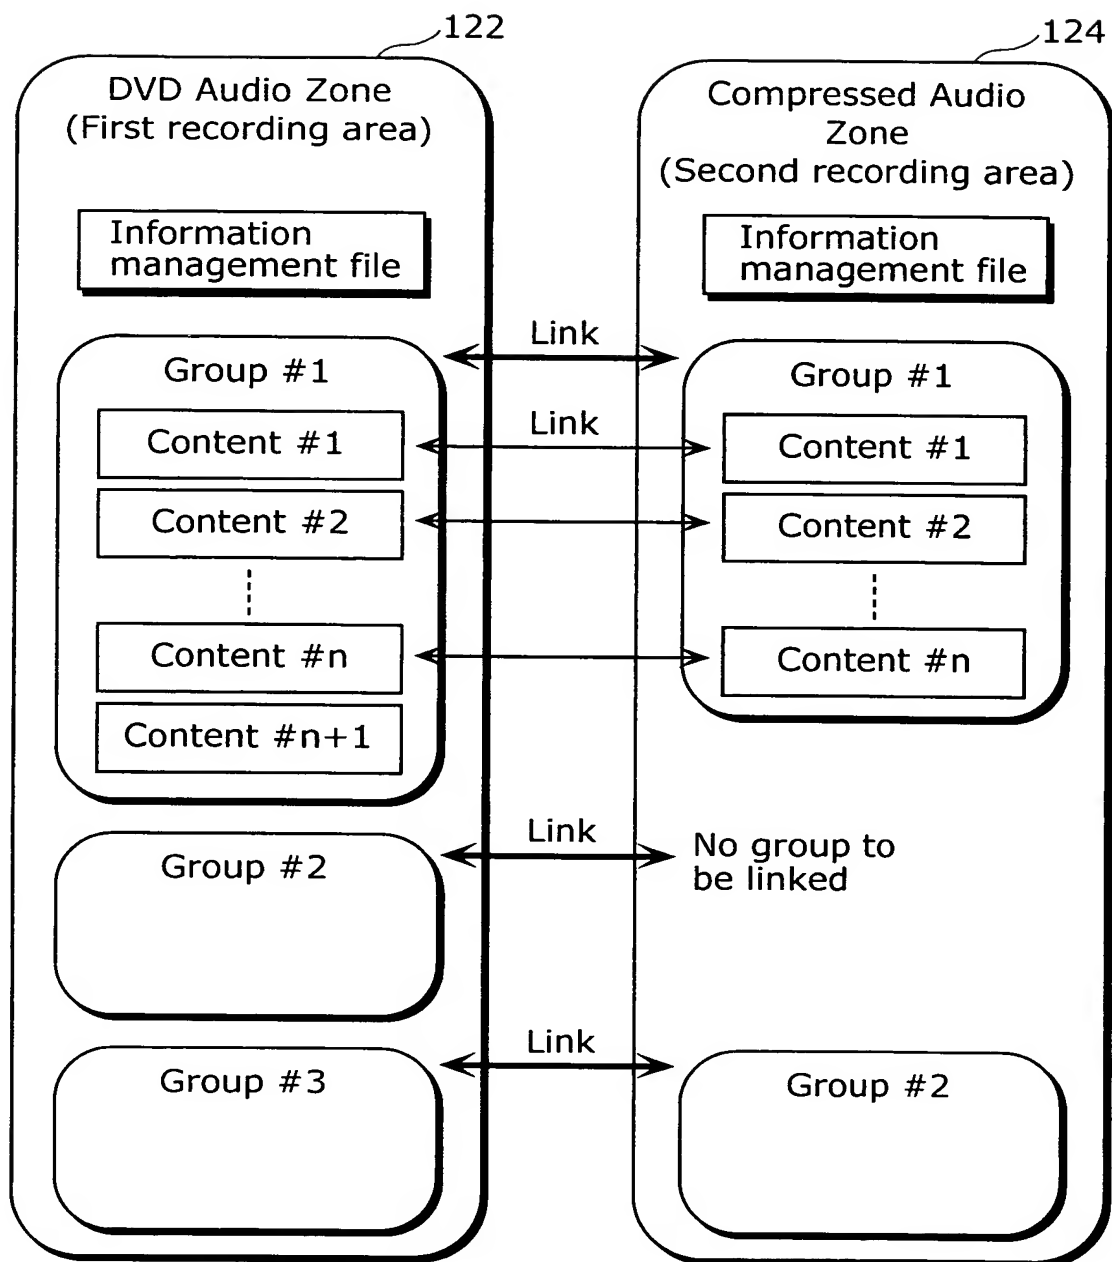 122
DVD Audio Zone
(First recording area)
Information
management file
Group #1
Content #1
Content #2
Content #n
Content #n+1
Group #2
Group #3
Link
Link
Link
Link
124
Compressed Audio
Zone
(Second recording area)
Information
management file
Group #1
Content #1
Content #2
Content #n
No group to
be linked
Group #2